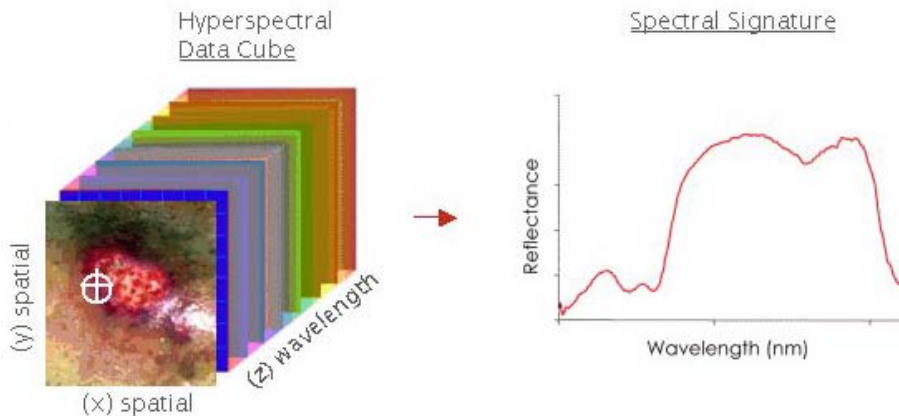 Hyperspectral
Data Cube
(y) spatial
(x) spatial
(z) wavelength
Spectral Signature
Reflectance
Wavelength (nm)